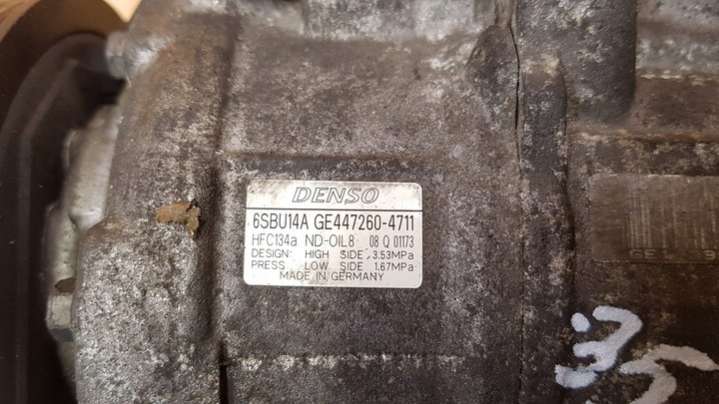 DENSO
6SBU14A GE447260-4711
HFC134a ND-OIL8 08 Q 01173
DESIGN: HIGH SIDE 3.53MPa
PRESS. LOW SIDE 1.67MPa
MADE IN GERMANY